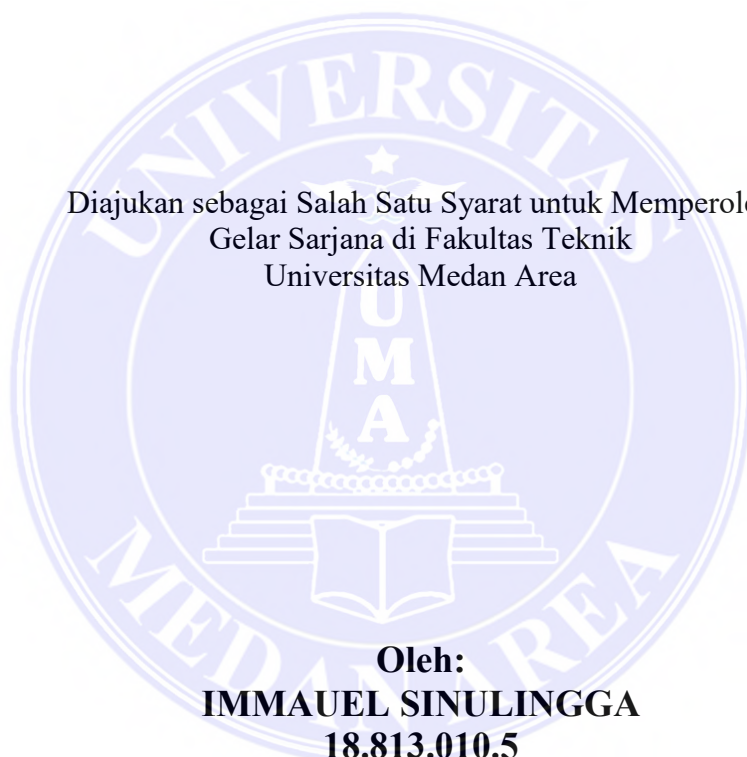 UNIVERSITAS
Diajukan sebagai Salah Satu Syarat untuk Memperole
Gelar Sarjana di Fakultas Teknik
Universitas Medan Area
U
M
A
MEDAN AREA
Oleh:
IMMAUEL SINULINGGA
18.813.010.5